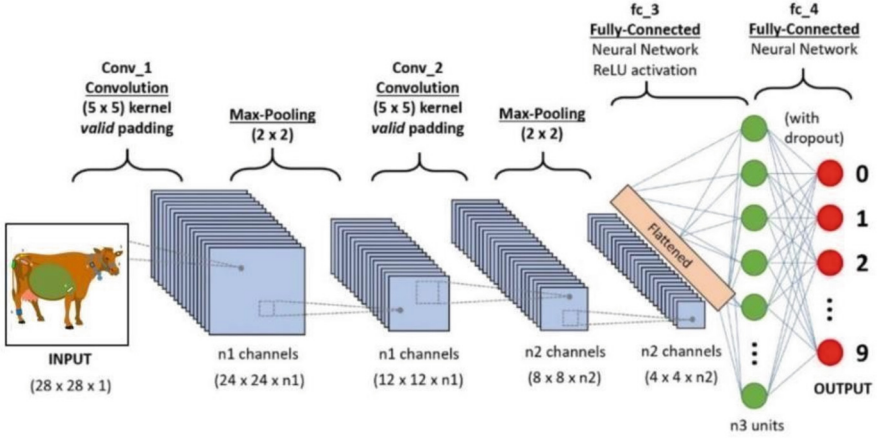 Conv_1
Convolution
(5 x 5) kernel
valid padding
Max-Pooling
(2 x 2)
Conv_2
Convolution
(5 x 5) kernel
valid padding
Max-Pooling
(2 x 2)
fc_3
Fully-Connected
Neural Network
ReLU activation
fc_4
Fully-Connected
Neural Network
(with
dropout)
Flattened
0
1
2
9
OUTPUT
INPUT
(28 x 28 x 1)
n1 channels
(24 x 24 x n1)
n1 channels
(12 x 12 x n1)
n2 channels
(8 x 8 x n2)
n2 channels
(4 x 4 x n2)
n3 units